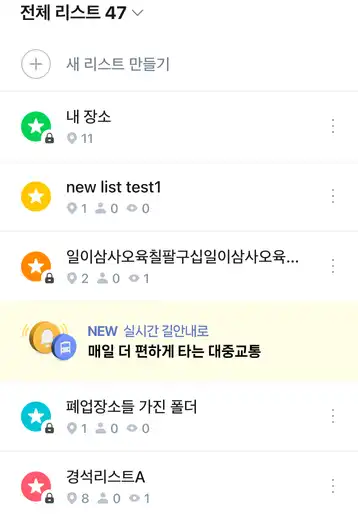 전체 리스트 47
새 리스트 만들기
내 장소
11
new list test1
1 0 0
일이삼사오육칠팔구십일이삼사오육...
2 0 1
NEW 실시간 길안내로
매일 더 편하게 타는 대중교통
폐업장소들 가진 폴더
1 0 0
경석리스트A
8 0 1